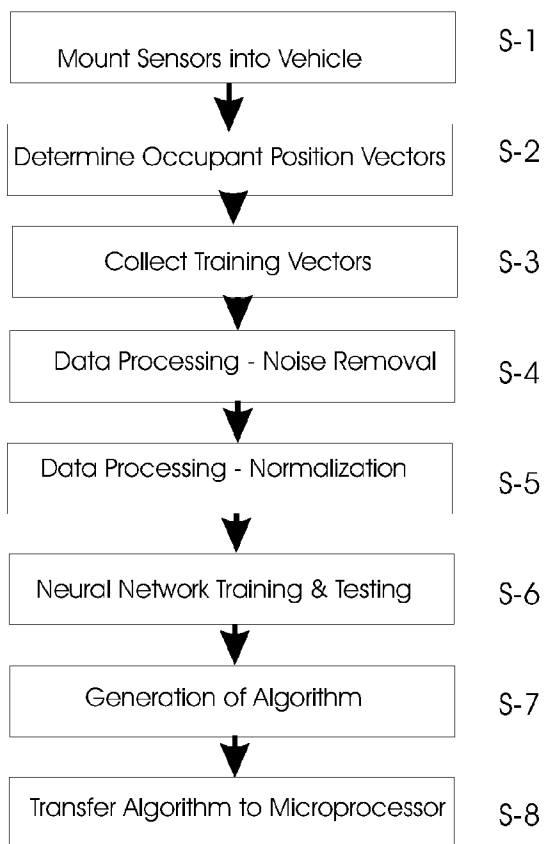 Mount Sensors into Vehicle S-1
Determine Occupant Position Vectors S-2
Collect Training Vectors S-3
Data Processing - Noise Removal S-4
Data Processing - Normalization S-5
Neural Network Training & Testing S-6
Generation of Algorithm S-7
Transfer Algorithm to Microprocessor S-8